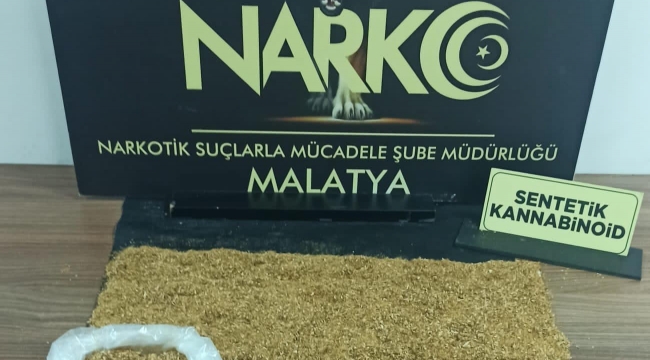 NARKO
NARKOTİK SUÇLARLA MÜCADELE ŞUBE MÜDÜRLÜĞÜ
MALATYA
SENTETİK
KANNABİNOİD